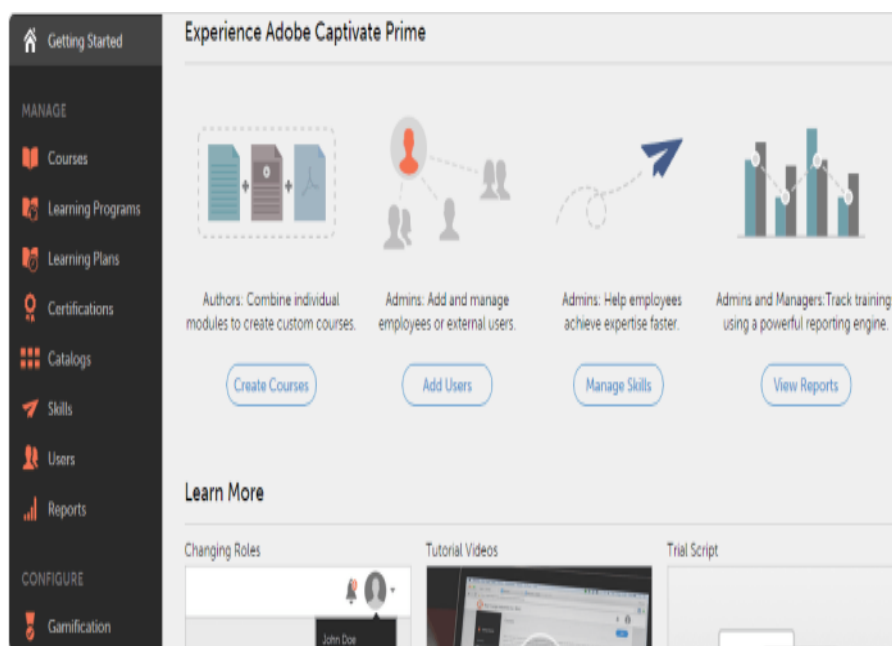 Getting Started
MANAGE
Courses
Learning Programs
Learning Plans
Certifications
Catalogs
Skills
Users
Reports
CONFIGURE
Gamification
Experience Adobe Captivate Prime
Authors: Combine individual
modules to create custom courses.
Create Courses
Admins: Add and manage
employees or external users.
Add Users
Admins: Help employees
achieve expertise faster.
Manage Skills
Admins and Managers: Track training
using a powerful reporting engine.
View Reports
Learn More
Changing Roles
John Doe
Tutorial Videos
Trial Script